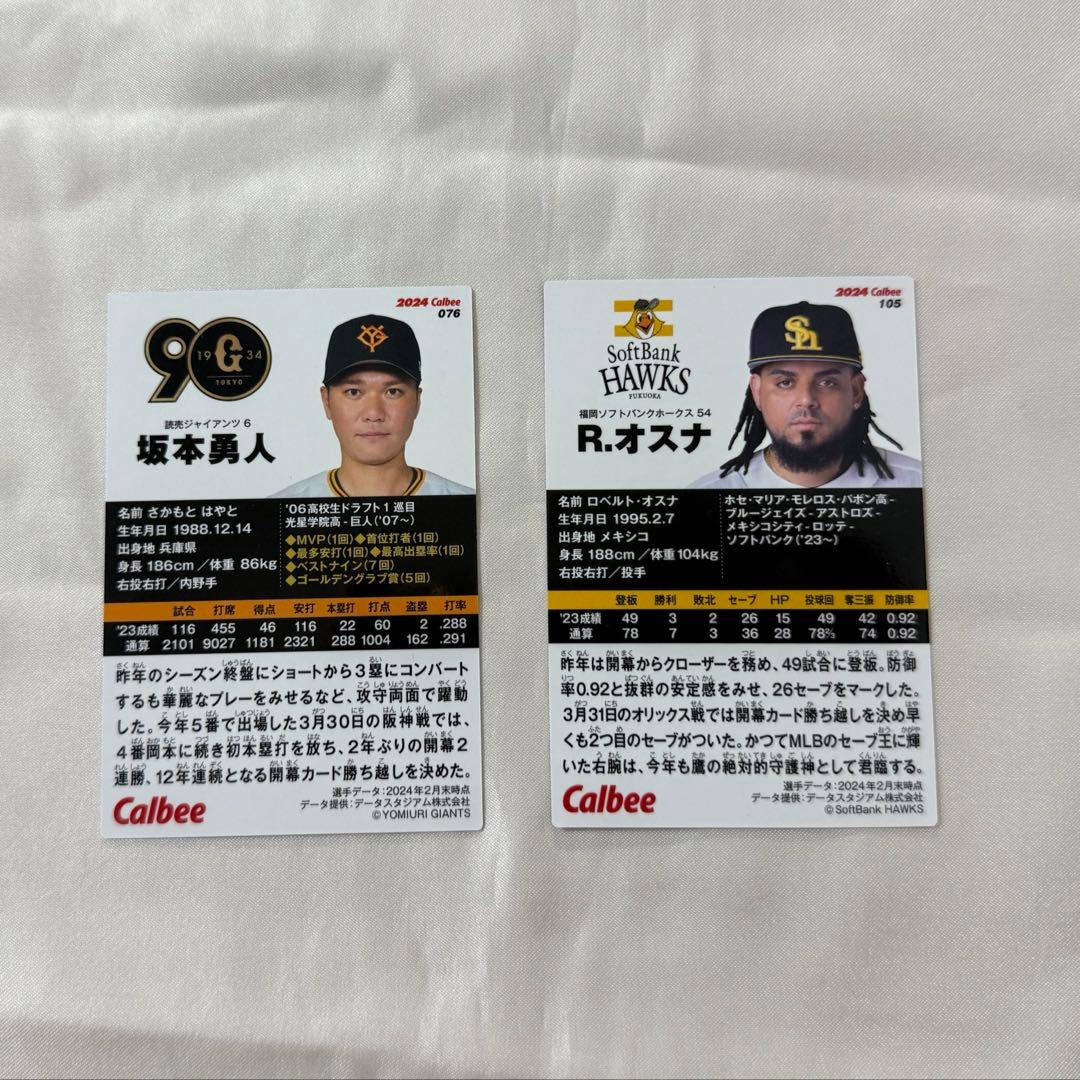 2024 Calbee
076
90
1934
G
TOKYO
YG
読売ジャイアンツ 6
坂本勇人
名前 さかもと はやと
生年月日 1988.12.14
出身地 兵庫県
身長 186cm/体重 86kg
右投右打/内野手
'06高校生ドラフト1巡目
光星学院高-巨人('07~)
◆MVP(1回)◆首位打者(1回)
◆最多安打(1回)◆最高出塁率(1回)
◆ベストナイン(7回)
◆ゴールデングラブ賞(5回)
試合 打席 得点 安打 本塁打 打点 盗塁 打率
'23成績 116 455 46 116 22 60 2 .288
通算 2101 9027 1181 2321 288 1004 162 .291
昨年のシーズン終盤にショートから3塁にコンバート
するも華麗なプレーをみせるなど、攻守両面で躍動
した。今年5番で出場した3月30日の阪神戦では、
4番岡本に続き初本塁打を放ち、2年ぶりの開幕2
連勝、12年連続となる開幕カード勝ち越しを決めた。
選手データ:2024年2月末時点
データ提供:データスタジアム株式会社
©YOMIURI GIANTS
Calbee
2024 Calbee
105
SoftBank
HAWKS
FUKUOKA
SH
福岡ソフトバンクホークス 54
R.オスナ
名前 ロベルト・オスナ
生年月日 1995.2.7
出身地 メキシコ
身長 188cm/体重104kg
右投右打/投手
ホセ・マリア・モレロス・パボン高-
ブルージェイズ-アストロズ-
メキシコシティ-ロッテ-
ソフトバンク('23~)
登板 勝利 敗北 セーブ HP 投球回 奪三振 防御率
'23成績 49 3 2 26 15 49 42 0.92
通算 78 7 3 36 28 78⅔ 74 0.92
昨年は開幕からクローザーを務め、49試合に登板。防御
率0.92と抜群の安定感をみせ、26セーブをマークした。
3月31日のオリックス戦では開幕カード勝ち越しを決め早
くも2つ目のセーブがついた。かつてMLBのセーブ王に輝
いた右腕は、今年も鷹の絶対的守護神として君臨する。
選手データ:2024年2月末時点
データ提供:データスタジアム株式会社
©SoftBank HAWKS
Calbee